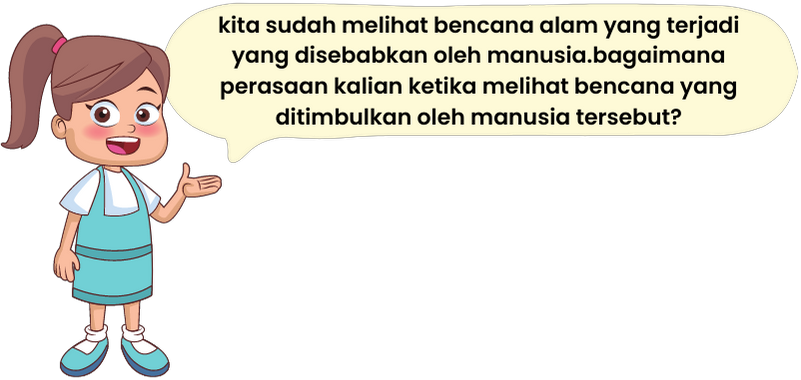 kita sudah melihat bencana alam yang terjadi
yang disebabkan oleh manusia.bagaimana
perasaan kalian ketika melihat bencana yang
ditimbulkan oleh manusia tersebut?